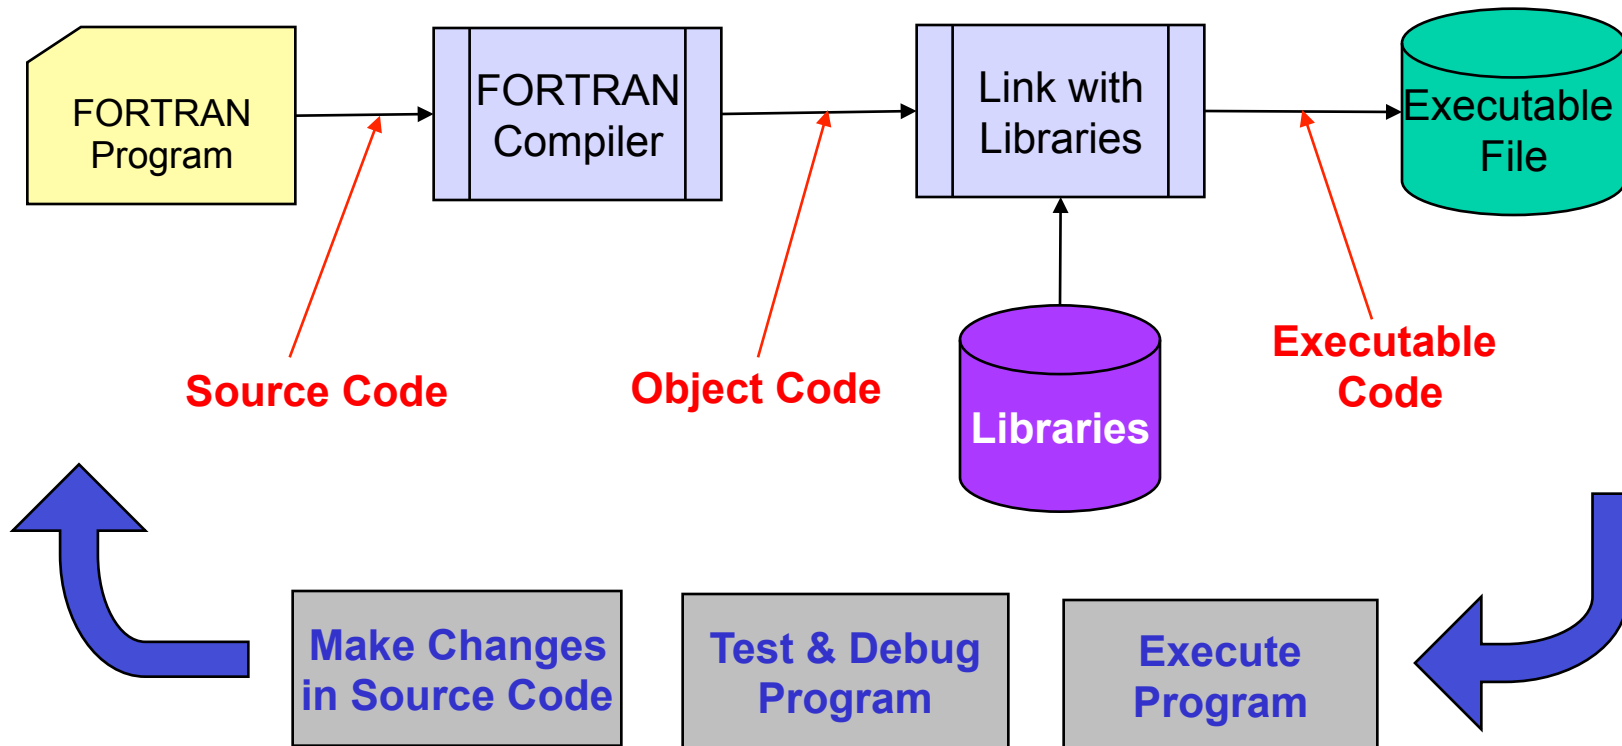 FORTRAN
Program
FORTRAN
Compiler
Link with
Libraries
Executable
File
Source Code
Object Code
Libraries
Executable
Code
Make Changes
in Source Code
Test & Debug
Program
Execute
Program